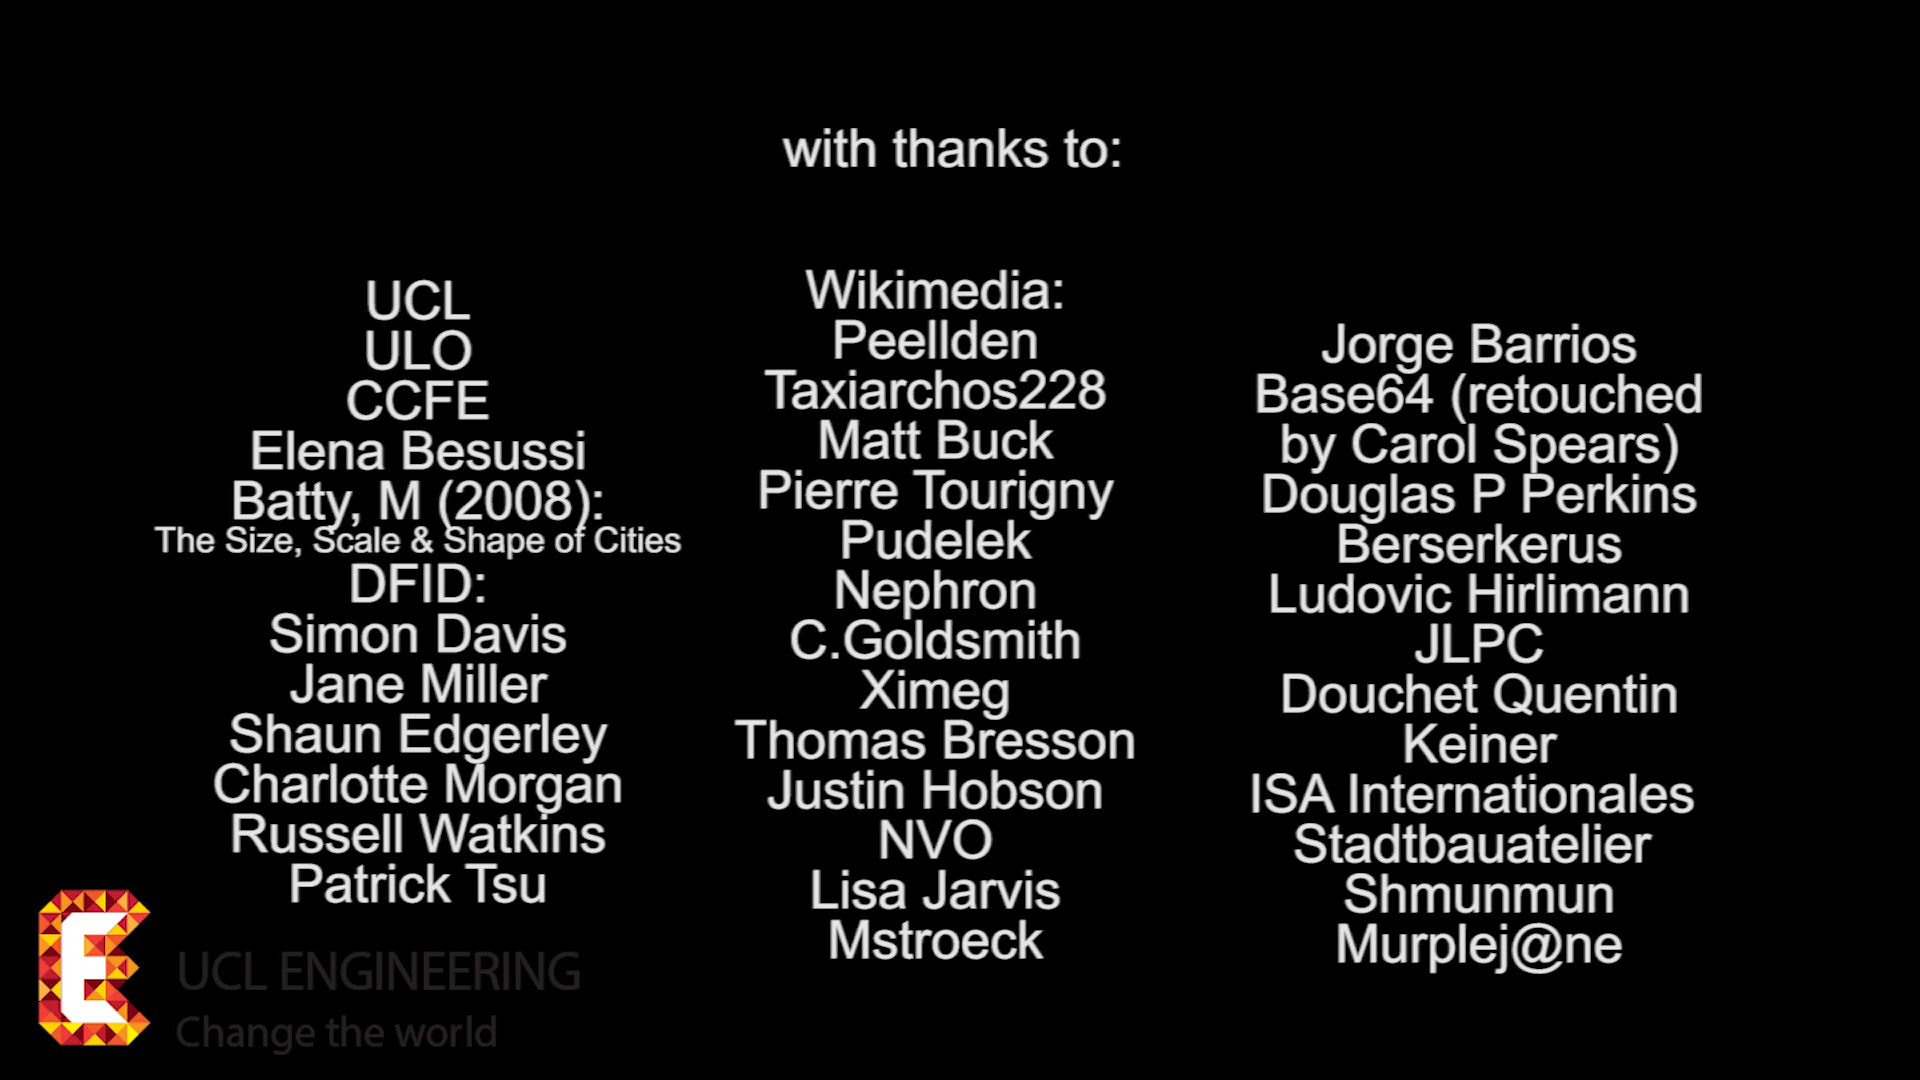 with thanks to:
UCL
ULO
CCFE
Elena Besussi
Batty, M (2008):
The Size, Scale & Shape of Cities
DFID:
Simon Davis
Jane Miller
Shaun Edgerley
Charlotte Morgan
Russell Watkins
Patrick Tsu
Wikimedia:
Peellden
Taxiarchos228
Matt Buck
Pierre Tourigny
Pudelek
Nephron
C.Goldsmith
Ximeg
Thomas Bresson
Justin Hobson
NVO
Lisa Jarvis
Mstroeck
Jorge Barrios
Base64 (retouched
by Carol Spears)
Douglas P Perkins
Berserkerus
Ludovic Hirlimann
JLPC
Douchet Quentin
Keiner
ISA Internationales
Stadtbauatelier
Shmunmun
Murplej@ne
E
UCL ENGINEERING
Change the world